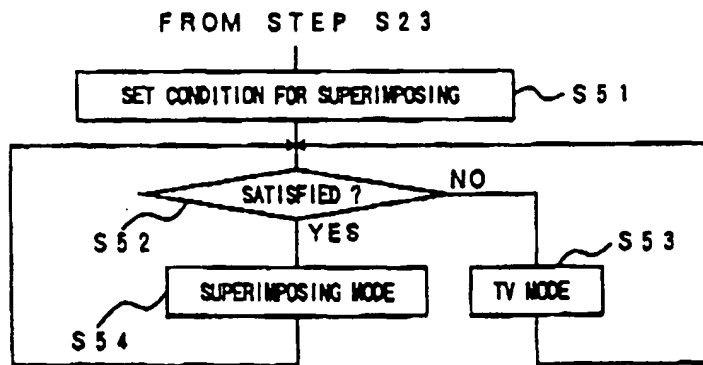 FROM STEP S23
SET CONDITION FOR SUPERIMPOSING
S51
SATISFIED ?
NO
S52
YES
S53
SUPERIMPOSING MODE
TV MODE
S54